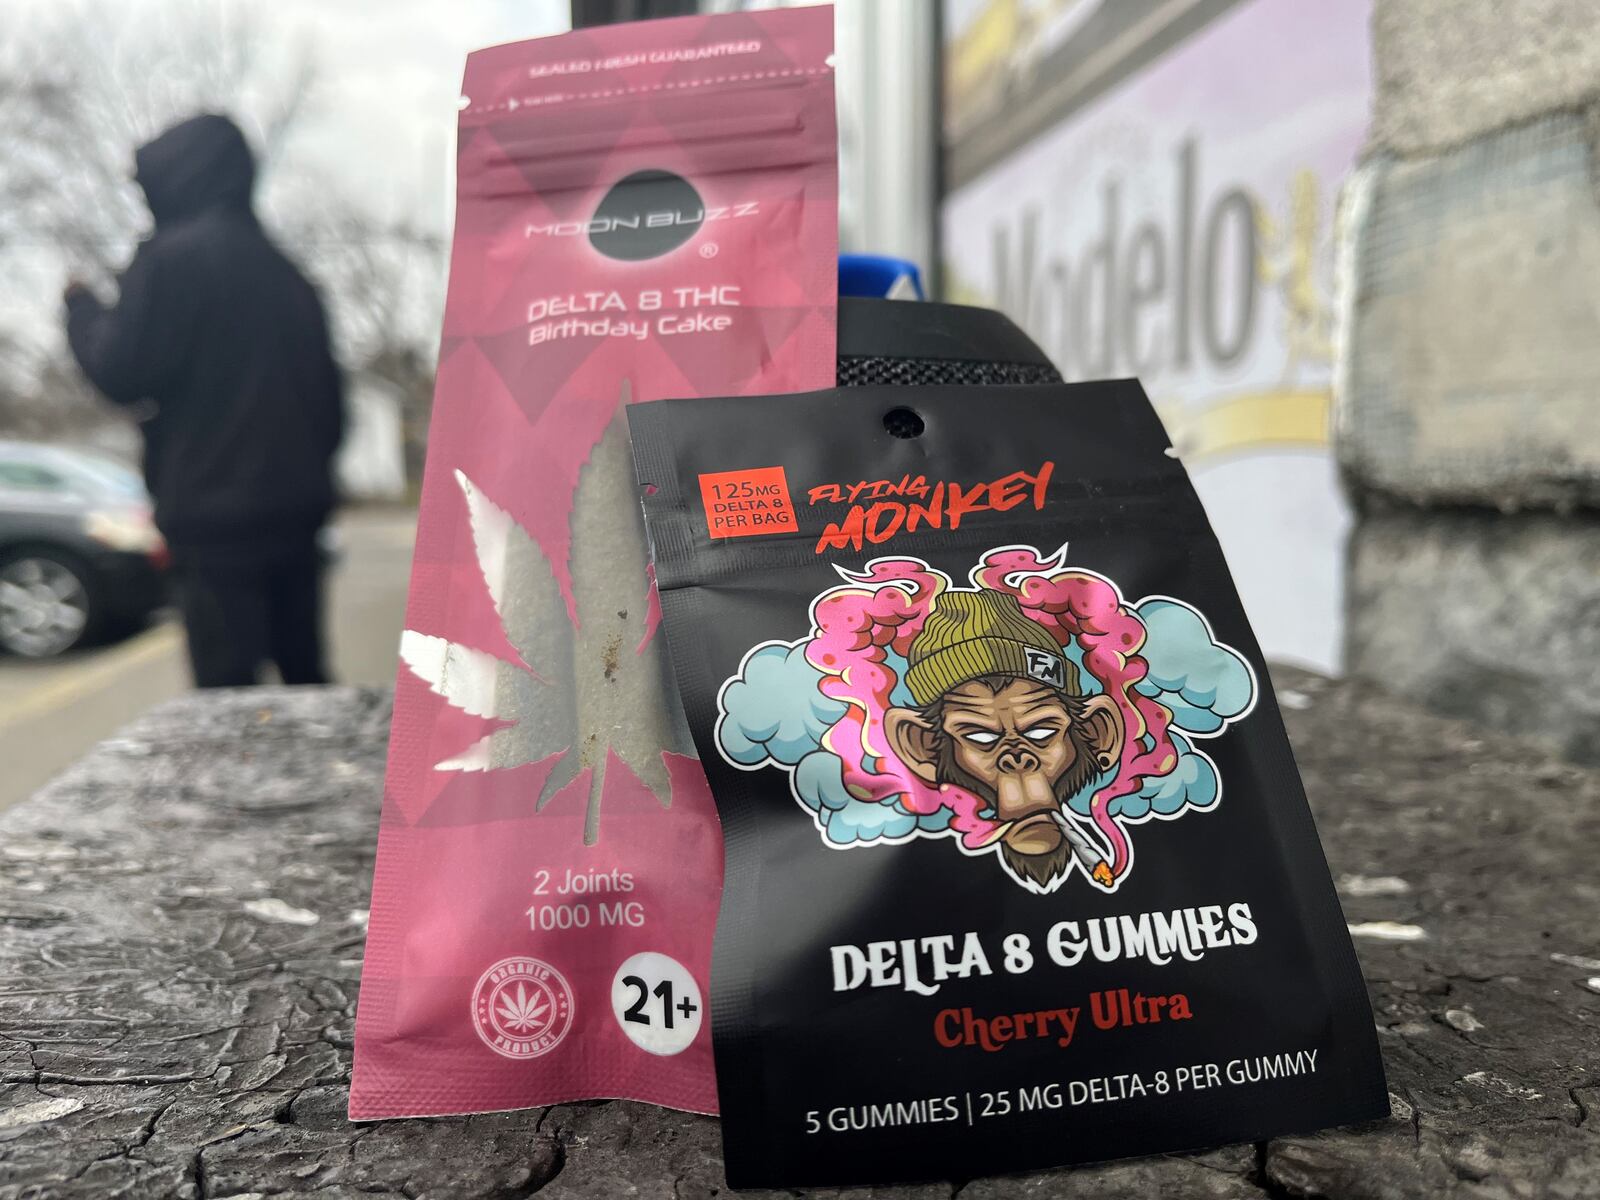 SEALED FRESH GUARANTEED
MOON BUZZ
®
DELTA 8 THC
Birthday Cake
2 Joints
1000 MG
ORGANIC
PRODUCT
21+
125MG
DELTA 8
PER BAG
FLYING
MONKEY
FM
DELTA 8 GUMMIES
Cherry Ultra
5 GUMMIES | 25 MG DELTA-8 PER GUMMY
Modelo